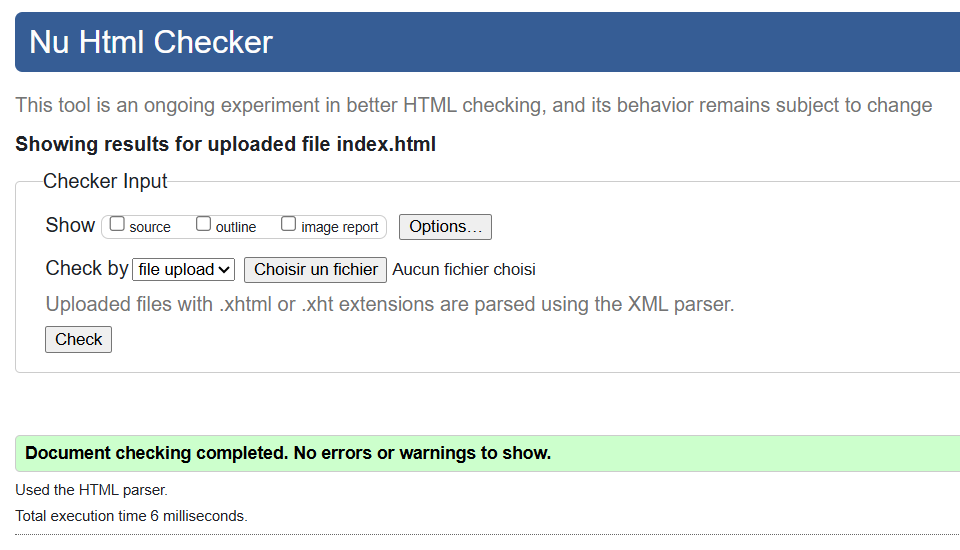 Nu Html Checker
This tool is an ongoing experiment in better HTML checking, and its behavior remains subject to change
Showing results for uploaded file index.html
Checker Input
Show source outline image report Options...
Check by file upload Choisir un fichier Aucun fichier choisi
Uploaded files with .xhtml or .xht extensions are parsed using the XML parser.
Check
Document checking completed. No errors or warnings to show.
Used the HTML parser.
Total execution time 6 milliseconds.